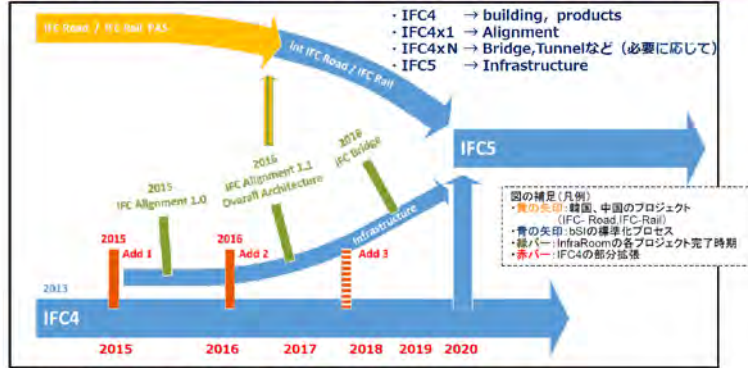 IFC Road / IFC Rail PAS
Int IFC Road / IFC Rail
・IFC4 → building, products
・IFC4x1 → Alignment
・IFC4xN → Bridge,Tunnelなど（必要に応じて）
・IFC5 → Infrastructure
IFC5
2015
IFC Alignment 1.0
2016
IFC Alignment 1.1
Overall Architecture
2018
IFC Bridge
Infrastructure
図の補足（凡例）
・黄の矢印：韓国、中国のプロジェクト
（IFC- Road,IFC-Rail）
・青の矢印：bSIの標準化プロセス
・緑バー：InfraRoomの各プロジェクト完了時期
・赤バー：IFC4の部分拡張
2015
Add 1
2016
Add 2
Add 3
2013
IFC4
2015
2016
2017
2018
2019
2020